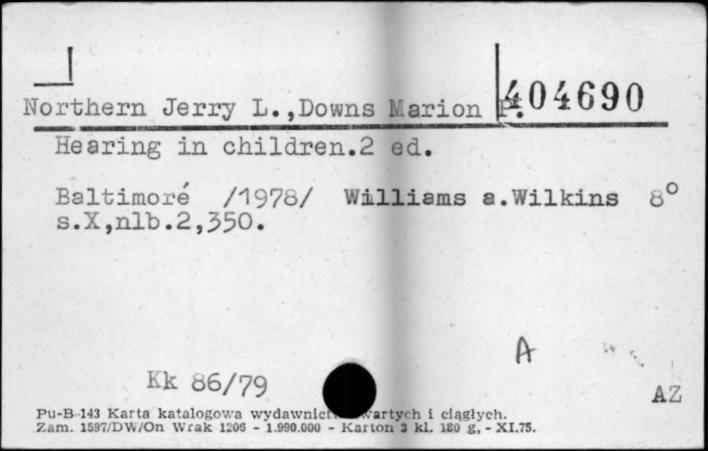 404690
Northern Jerry L.,Downs Marion P.
Hearing in children.2 ed.
Baltimoré /1978/ Williams a.Wilkins 8°
s.X,nlb.2,350.
A
Kk 86/79
AZ
Pu-B-143 Karta katalogowa wydawnict wartych i ciągłych.
Zam. 1597/DW/On Wrak 1206 - 1.990.000 - Karton 3 kl. 180 g, - XI.75.